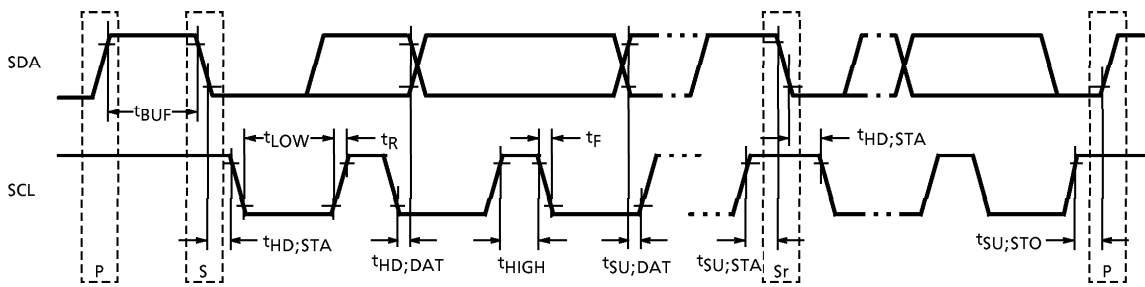 SDA
tBUF
tLOW
tR
tF
tHD;STA
SCL
tHD;STA
tHD;DAT
tHIGH
tSU;DAT
tSU;STA
tSU;STO
P
S
Sr
P